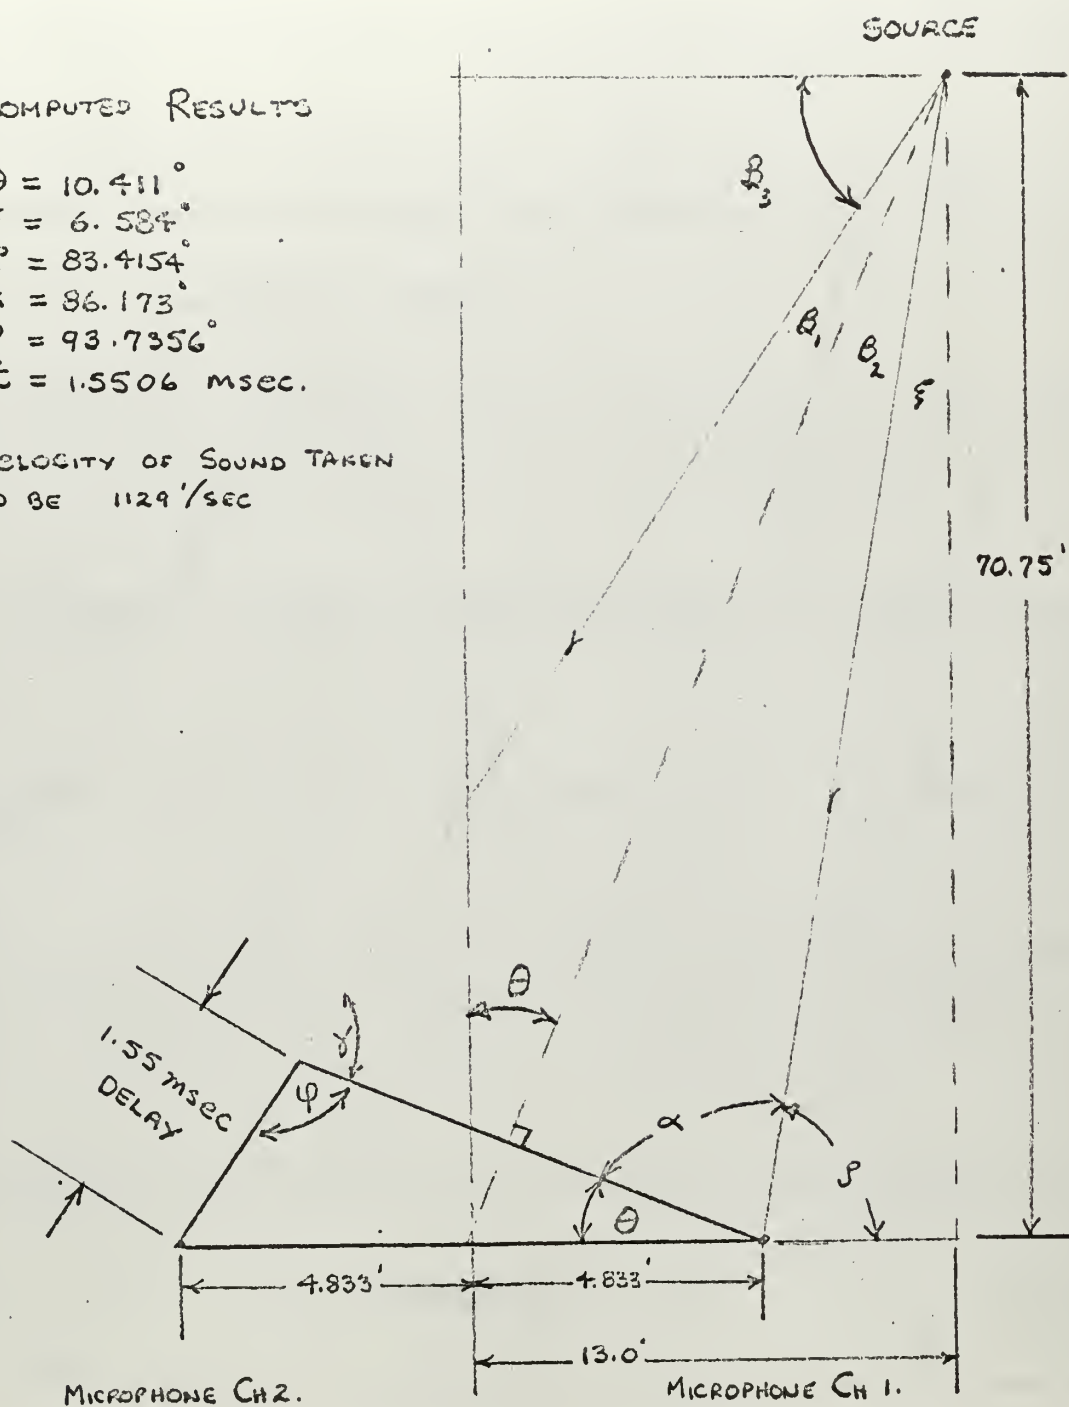 SOURCE
OMPUTED RESULTS
= 10.411°
= 6.584°
= 83.4154°
= 86.173°
= 93.7356°
= 1.5506 msec.
ELOCITY OF SOUND TAKEN
BE 1129'/SEC
β₃
β₁
β₂
ξ
70.75'
θ
γ
1.55 msec
DELAY
φ
α
ρ
θ
4.833'
4.833'
13.0'
MICROPHONE CH 2.
MICROPHONE CH 1.